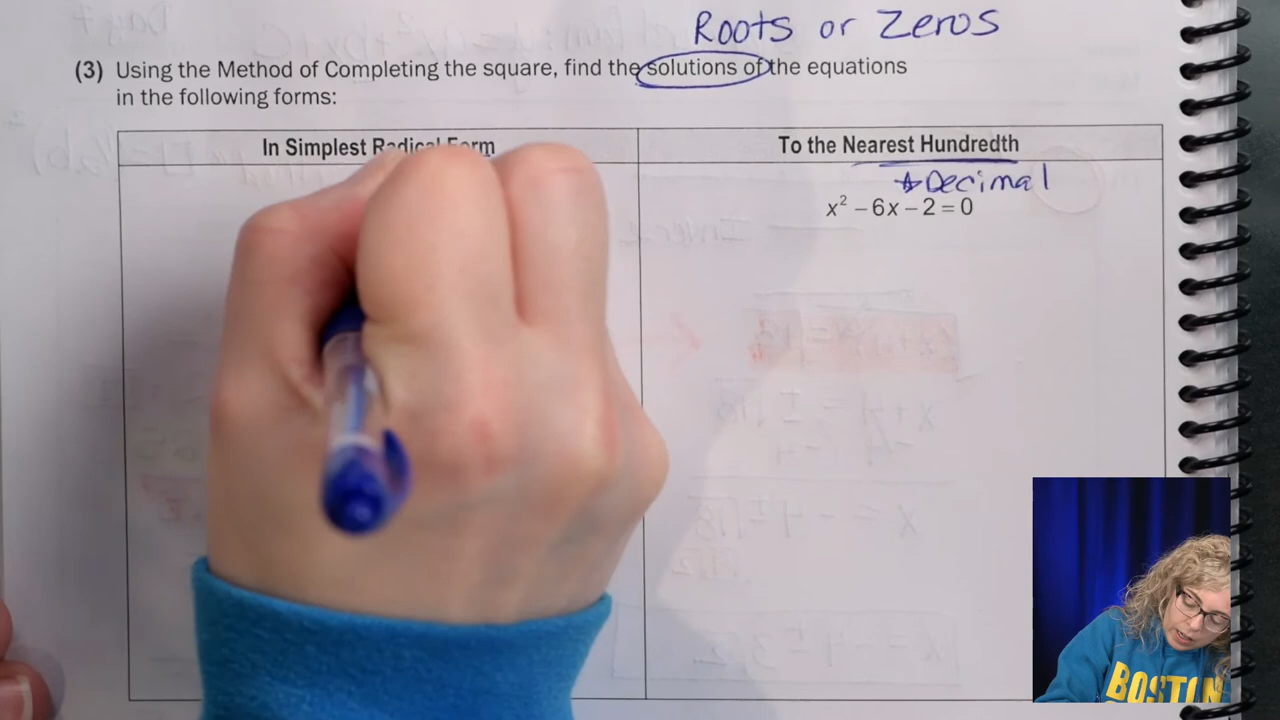 Roots or Zeros
(3) Using the Method of Completing the square, find the solutions of the equations
in the following forms:
In Simplest Radical Form
To the Nearest Hundredth
Decimal
x² – 6x – 2 = 0
BOSTON